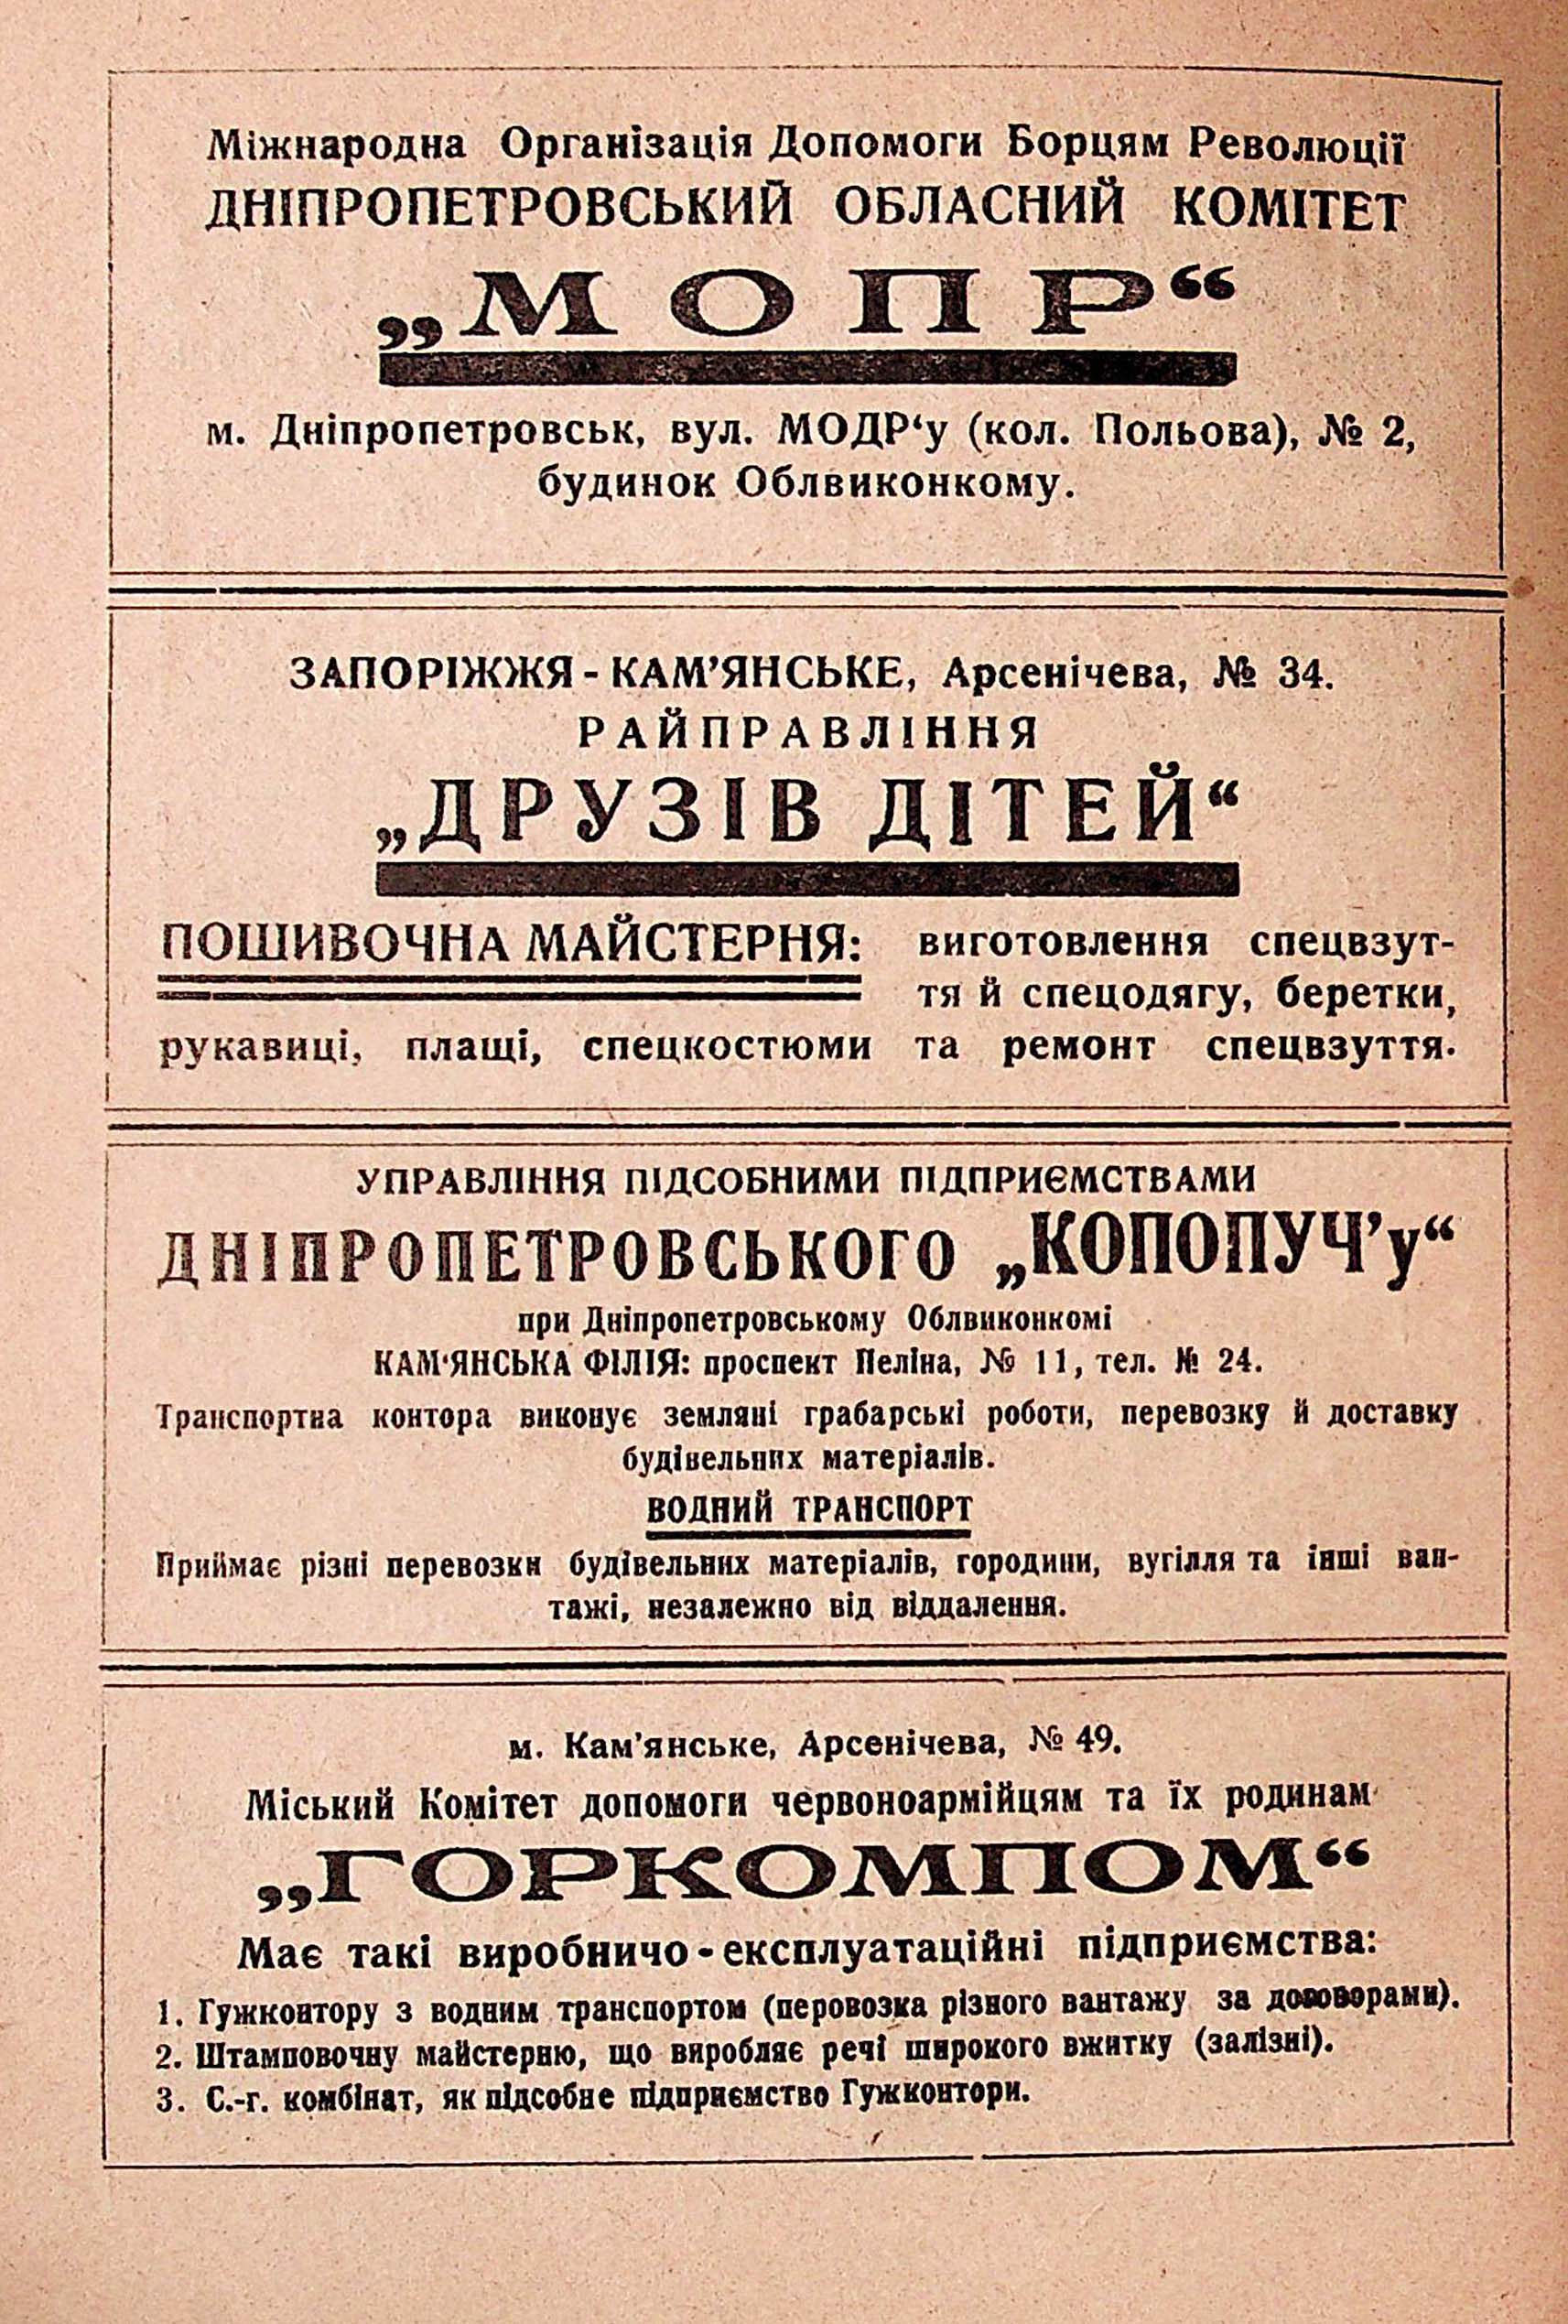 Міжнародна Організація Допомоги Борцям Революції
ДНІПРОПЕТРОВСЬКИЙ ОБЛАСНИЙ КОМІТЕТ
„МОПР“
м. Дніпропетровськ, вул. МОДР‘у (кол. Польова), № 2,
будинок Облвиконкому.
ЗАПОРІЖЖЯ - КАМ’ЯНСЬКЕ, Арсенічева, № 34.
РАЙПРАВЛІННЯ
„ДРУЗІВ ДІТЕЙ“
ПОШИВОЧНА МАЙСТЕРНЯ: виготовлення спецвзут-
тя й спецодягу, беретки,
рукавиці, плащі, спецкостюми та ремонт спецвзуття.
УПРАВЛІННЯ ПІДСОБНИМИ ПІДПРИЄМСТВАМИ
ДНІПРОПЕТРОВСЬКОГО „КОПОПУЧ’у“
при Дніпропетровському Облвиконкомі
КАМ‘ЯНСЬКА ФІЛІЯ: проспект Пеліна, № 11, тел. № 24.
Транспортна контора виконує земляні грабарські роботи, перевозку й доставку
будівельних матеріалів.
ВОДНИЙ ТРАНСПОРТ
Приймає різні перевозки будівельних матеріалів, городини, вугілля та інші ван-
тажі, незалежно від віддалення.
м. Кам’янське, Арсенічева, № 49.
Міський Комітет допомоги червоноармійцям та їх родинам
„ГОРКОМПОМ“
Має такі виробничо - експлуатаційні підприємства:
1. Гужконтору з водним транспортом (перовозка різного вантажу за договорами).
2. Штамповочну майстерню, що виробляє речі широкого вжитку (залізні).
3. С.-г. комбінат, як підсобне підприємство Гужконтори.